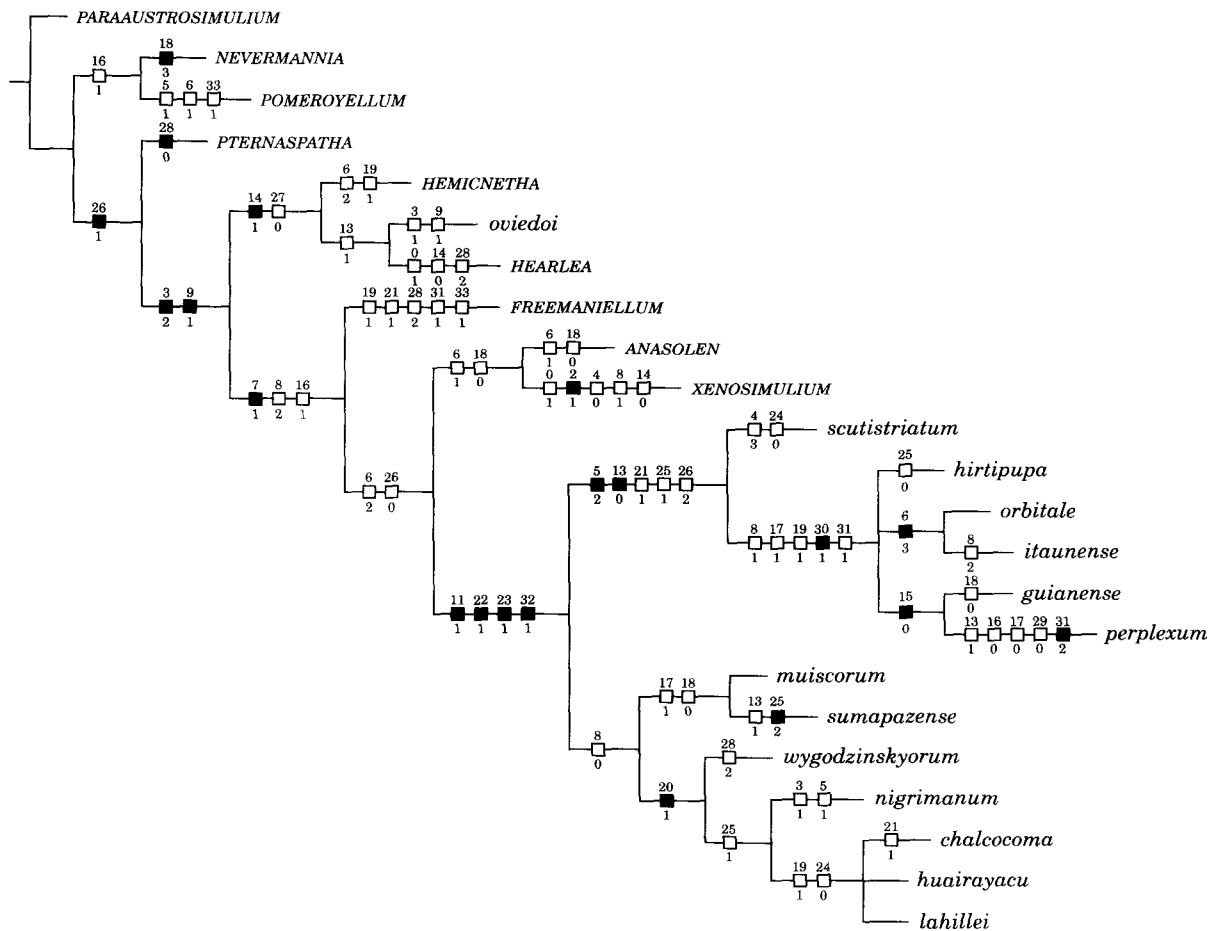 PARAAUSTROSIMULIUM
18
16
NEVERMANNIA
3
1
5 6 33
POMEROYELLUM
1 1 1
28
PTERNASPATHA
0
6 19
HEMICNETHA
2 1
26
1
14 27
1 0
3 9
oviedoi
1 1
13
1
0 14 28
HEARLEA
1 0 2
3 9
2 1
19 21 28 31 33
FREEMANIELLUM
1 1 2 1 1
6 18
ANASOLEN
1 0
6 18
1 0
0 2 4 8 14
XENOSIMULIUM
1 1 0 1 0
7 8 16
1 2 1
4 24
scutistriatum
3 0
25
hirtipupa
0
5 13 21 25 26
2 0 1 1 2
6 26
2 0
orbitale
6
3
8 17 19 30 31
1 1 1 1 1
8
itaunense
2
18
guianense
0
15
0
11 22 23 32
1 1 1 1
13 16 17 29 31
perplexum
1 0 0 0 2
muiscorum
17 18
1 0
13 25
sumapazense
1 2
8
0
28
wygodzinskyorum
2
20
1
3 5
nigrimanum
1 1
25
1
21
chalcocoma
1
19 24
huairayacu
1 0
lahillei